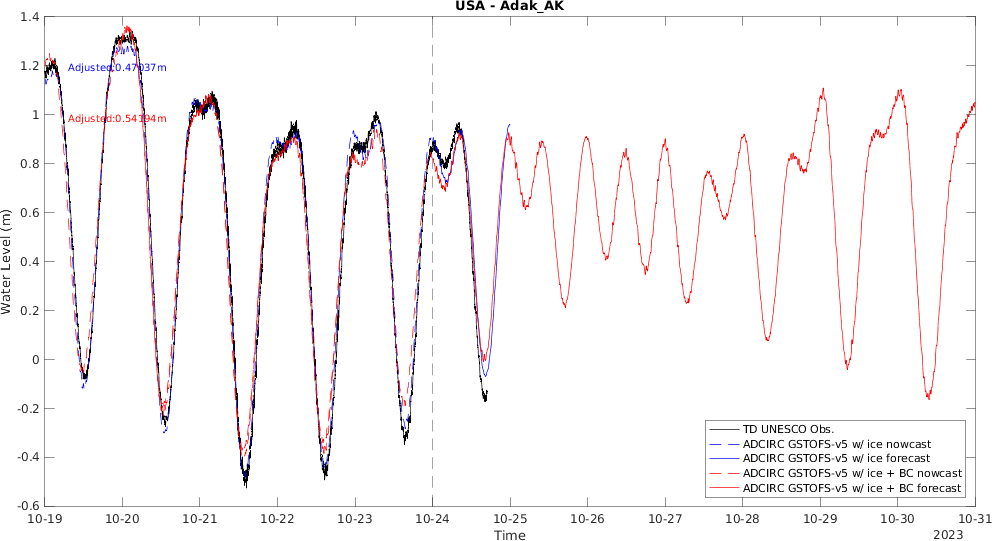 USA - Adak_AK
1.4
1.2
1
0.8
0.6
0.4
0.2
0
-0.2
-0.4
-0.6
Water Level (m)
Adjusted:0.47037m
Adjusted:0.54194m
TD UNESCO Obs.
ADCIRC GSTOFS-v5 w/ ice nowcast
ADCIRC GSTOFS-v5 w/ ice forecast
ADCIRC GSTOFS-v5 w/ ice + BC nowcast
ADCIRC GSTOFS-v5 w/ ice + BC forecast
10-19 10-20 10-21 10-22 10-23 10-24 10-25 10-26 10-27 10-28 10-29 10-30 10-31
Time
2023